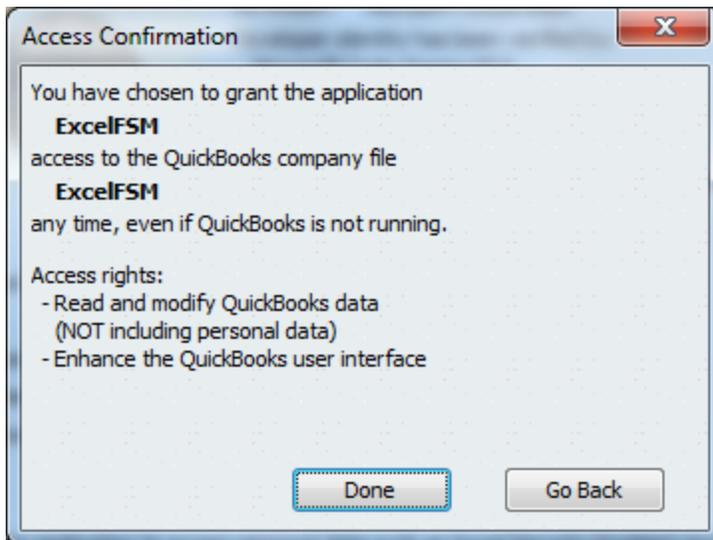 Access Confirmation
You have chosen to grant the application
ExcelFSM
access to the QuickBooks company file
ExcelFSM
any time, even if QuickBooks is not running.
Access rights:
- Read and modify QuickBooks data
(NOT including personal data)
- Enhance the QuickBooks user interface
Done
Go Back